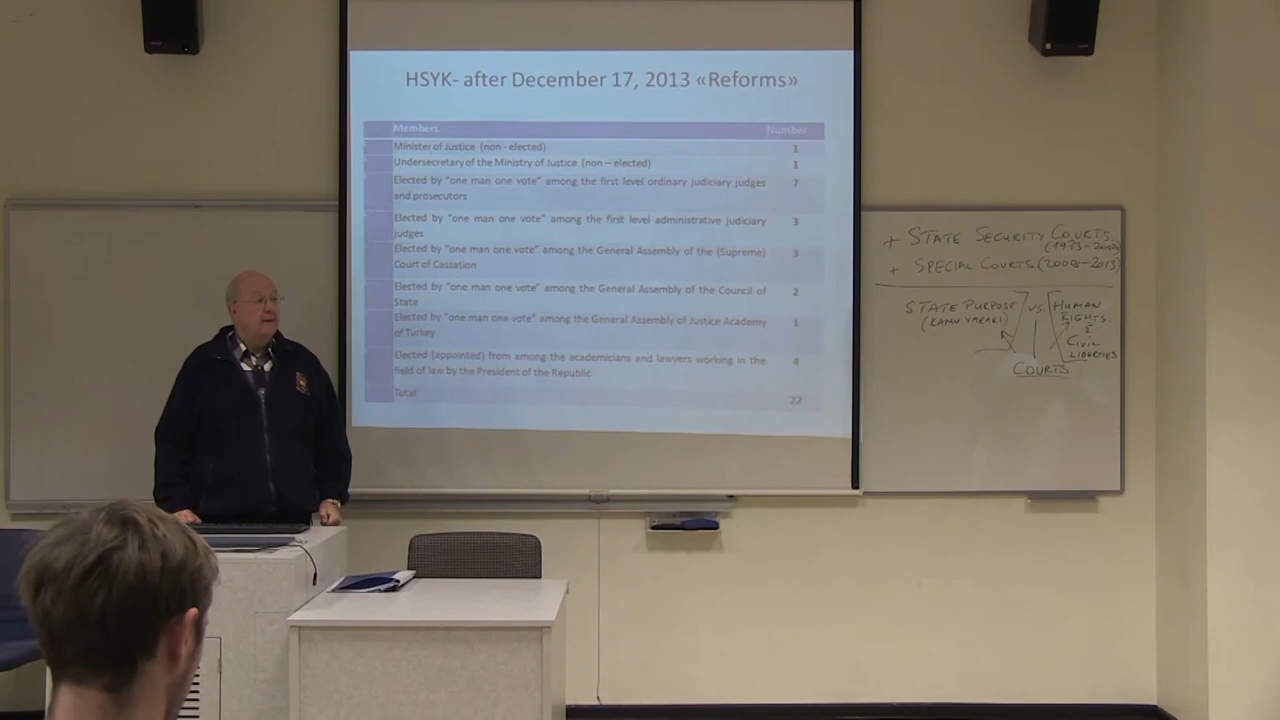 HSYK- after December 17, 2013 «Reforms»
Members Number
Minister of Justice (non - elected) 1
Undersecretary of the Ministry of Justice (non – elected) 1
Elected by "one man one vote" among the first level ordinary judiciary judges 7
and prosecutors
Elected by "one man one vote" among the first level administrative judiciary 3
judges
Elected by "one man one vote" among the General Assembly of the (Supreme) 3
Court of Cassation
Elected by "one man one vote" among the General Assembly of the Council of 2
State
Elected by "one man one vote" among the General Assembly of Justice Academy 1
of Turkey
Elected (appointed) from among the academicians and lawyers working in the 4
field of law by the President of the Republic
Total 22
+ STATE SECURITY COURTS
+ SPECIAL COURTS
STATE PURPOSE VS. HUMAN
(KAMU YARARI) RIGHTS
&
CIVIL
LIBERTIES
COURTS